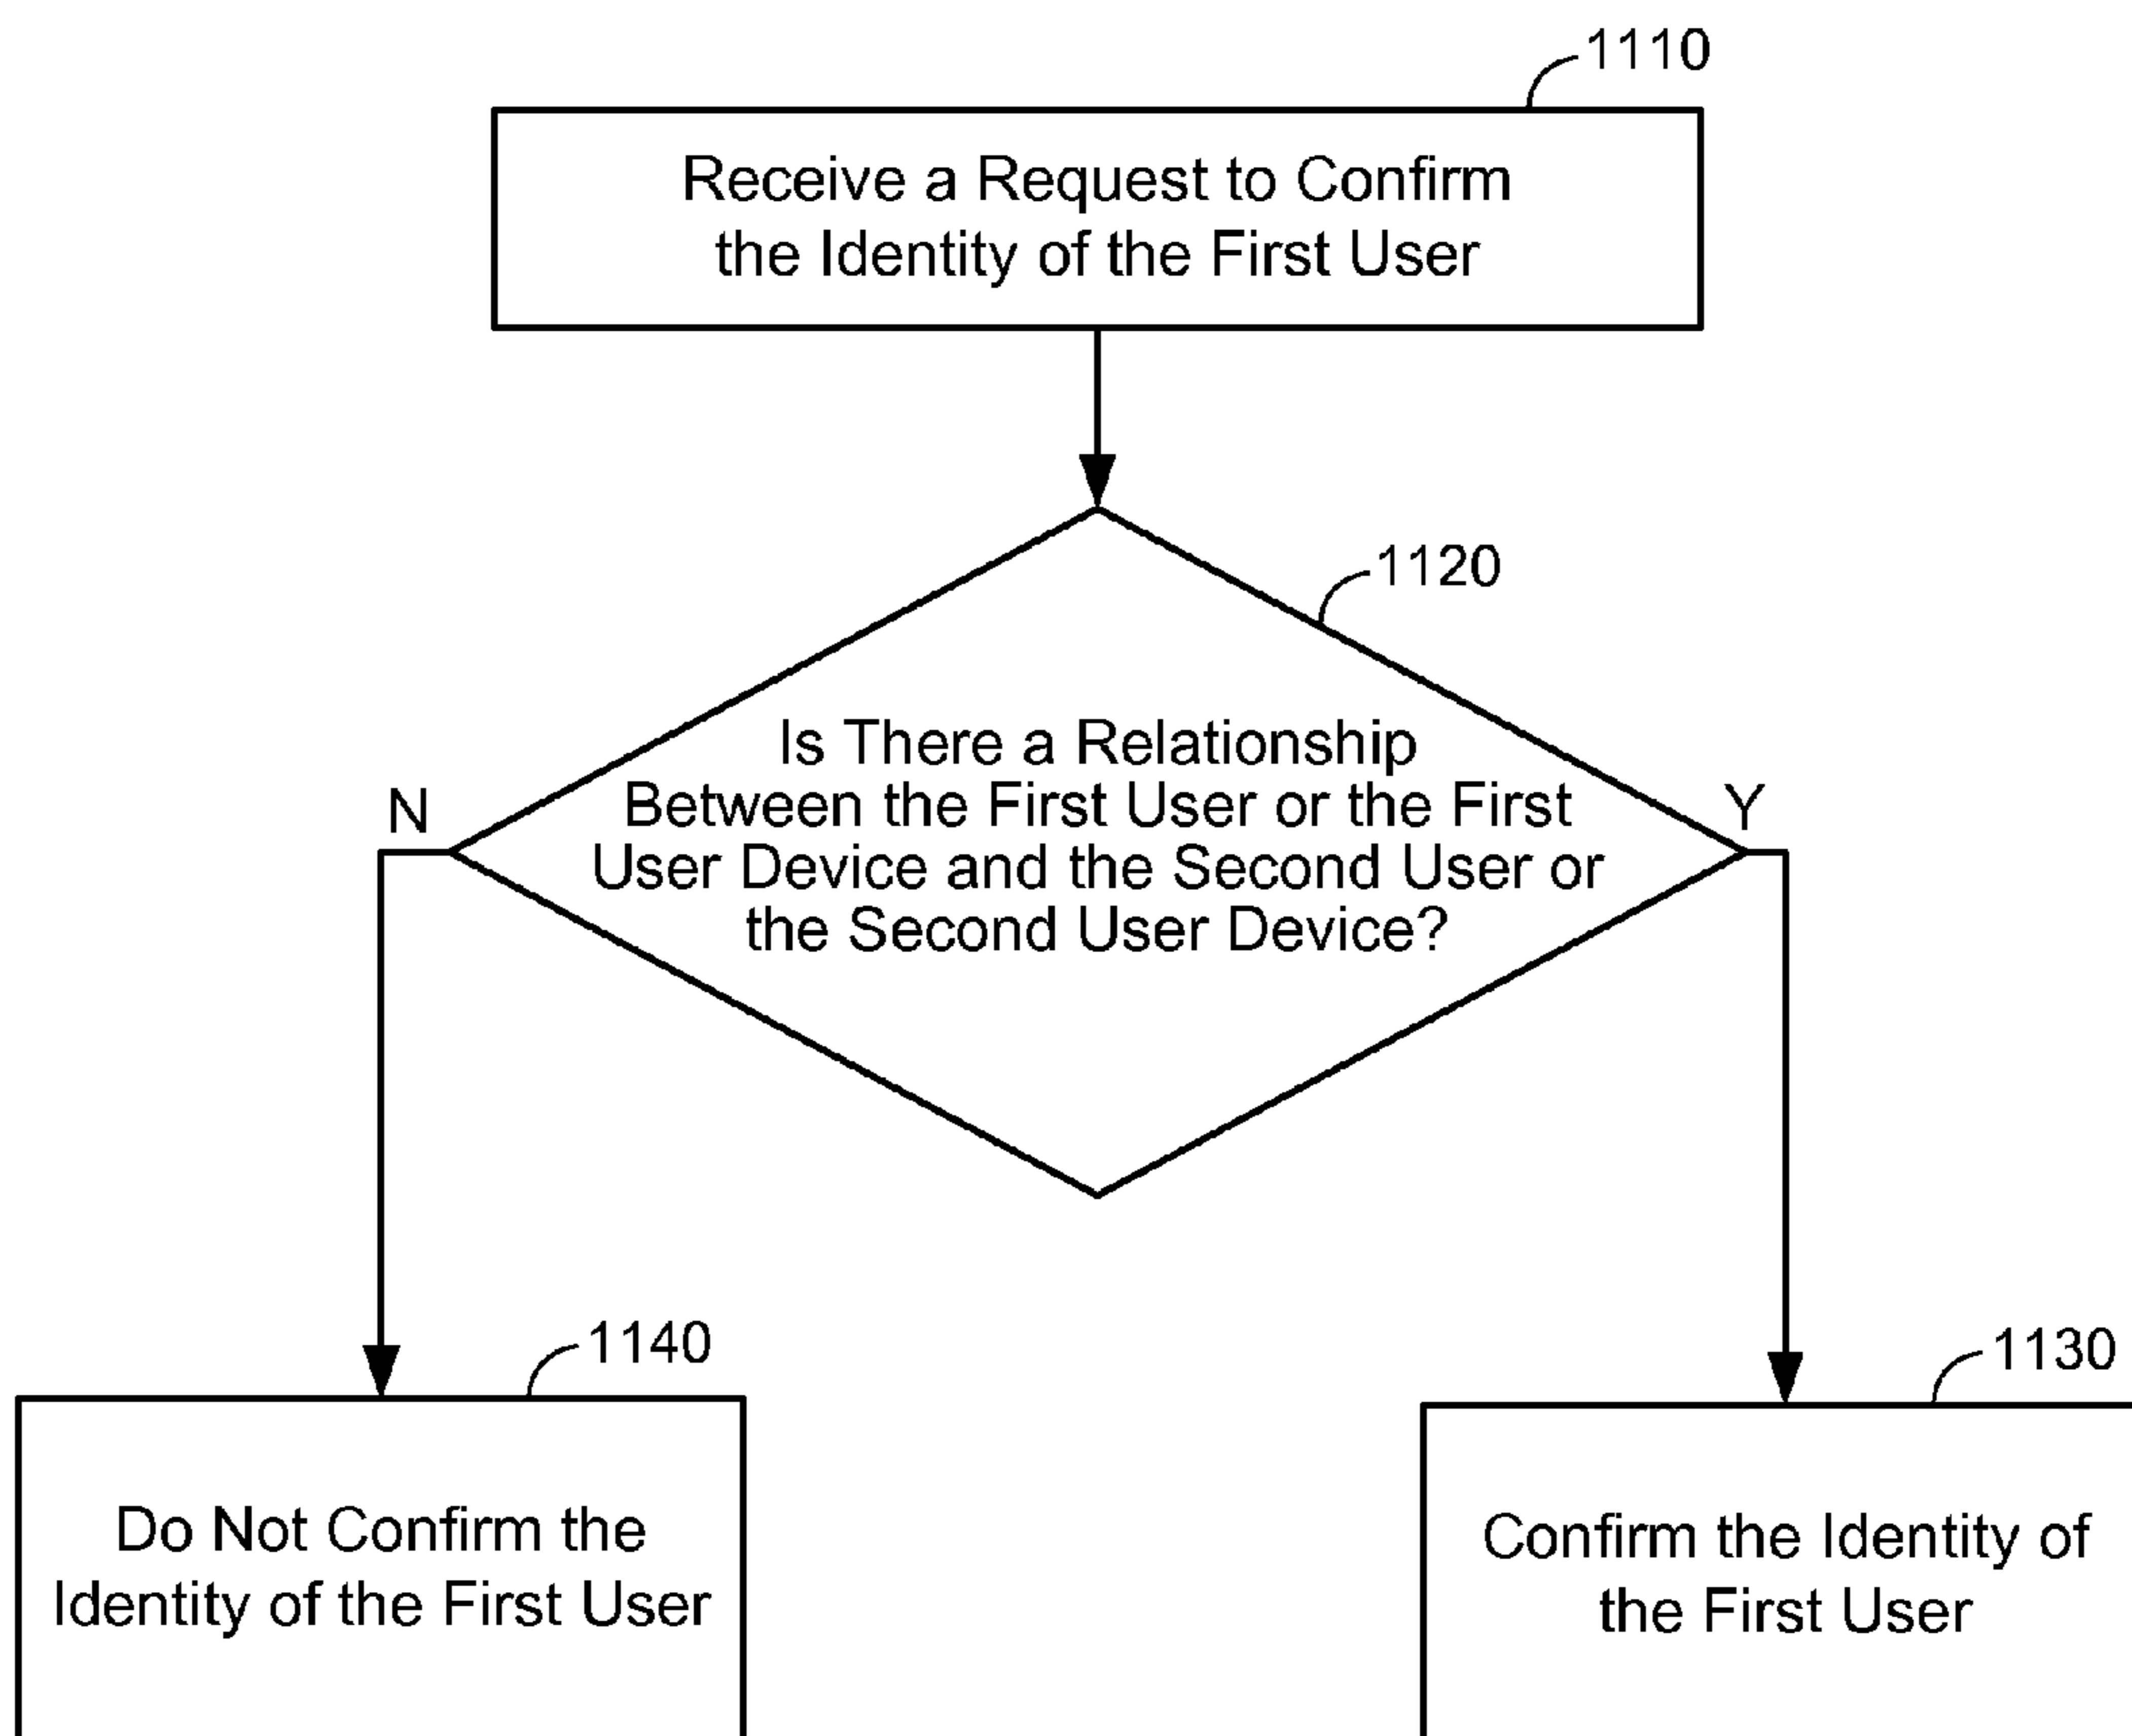 1110
Receive a Request to Confirm
the Identity of the First User
1120
Is There a Relationship
Between the First User or the First
User Device and the Second User or
the Second User Device?
N
Y
1140
Do Not Confirm the
Identity of the First User
1130
Confirm the Identity of
the First User